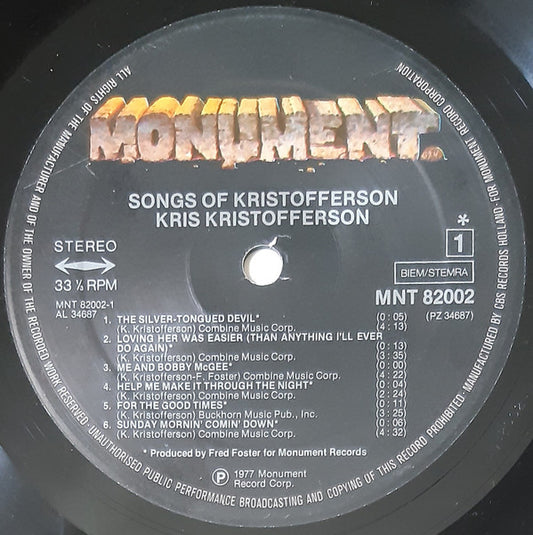 MONUMENT.
SONGS OF KRISTOFFERSON
KRIS KRISTOFFERSON
STEREO
33 ⅓ RPM
MNT 82002-1
AL 34687
*
1
BIEM/STEMRA
MNT 82002
(PZ 34687)
1. THE SILVER-TONGUED DEVIL* (0:05)
(K. Kristofferson) Combine Music Corp. (4:13)
2. LOVING HER WAS EASIER (THAN ANYTHING I'LL EVER
DO AGAIN)* (0:13)
(K. Kristofferson) Combine Music Corp. (3:35)
3. ME AND BOBBY McGEE* (0:00)
(K. Kristofferson-F. Foster) Combine Music Corp. (4:22)
4. HELP ME MAKE IT THROUGH THE NIGHT* (0:04)
(K. Kristofferson) Combine Music Corp. (2:24)
5. FOR THE GOOD TIMES* (0:11)
(K. Kristofferson) Buckhorn Music Pub., Inc. (3:25)
6. SUNDAY MORNIN' COMIN' DOWN* (0:06)
(K. Kristofferson) Combine Music Corp. (4:32)
* Produced by Fred Foster for Monument Records
℗ 1977 Monument
Record Corp.
ALL RIGHTS OF THE MANUFACTURER AND OF THE OWNER OF THE RECORDED WORK RESERVED · UNAUTHORISED PUBLIC PERFORMANCE BROADCASTING AND COPYING OF THIS RECORD PROHIBITED · MANUFACTURED BY CBS RECORDS HOLLAND · FOR MONUMENT RECORD CORPORATION